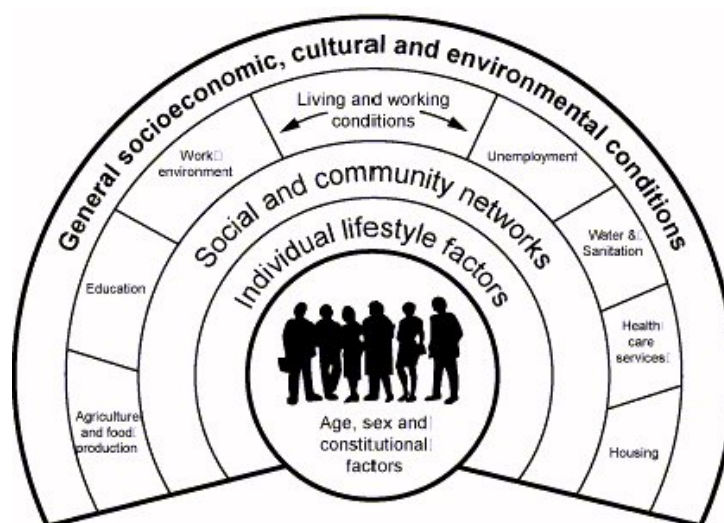 General socioeconomic, cultural and environmental conditions
Living and working
conditions
Work
environment
Unemployment
Education
Water &
Sanitation
Agriculture
and food
production
Health
care
services
Housing
Social and community networks
Individual lifestyle factors
Age, sex and
constitutional
factors